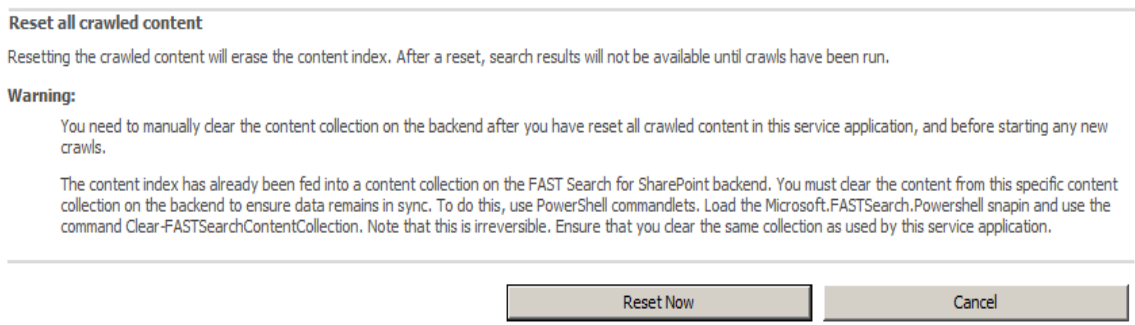 Reset all crawled content
Resetting the crawled content will erase the content index. After a reset, search results will not be available until crawls have been run.
Warning:
You need to manually clear the content collection on the backend after you have reset all crawled content in this service application, and before starting any new
crawls.
The content index has already been fed into a content collection on the FAST Search for SharePoint backend. You must clear the content from this specific content
collection on the backend to ensure data remains in sync. To do this, use PowerShell commandlets. Load the Microsoft.FASTSearch.Powershell snapin and use the
command Clear-FASTSearchContentCollection. Note that this is irreversible. Ensure that you clear the same collection as used by this service application.
Reset Now Cancel